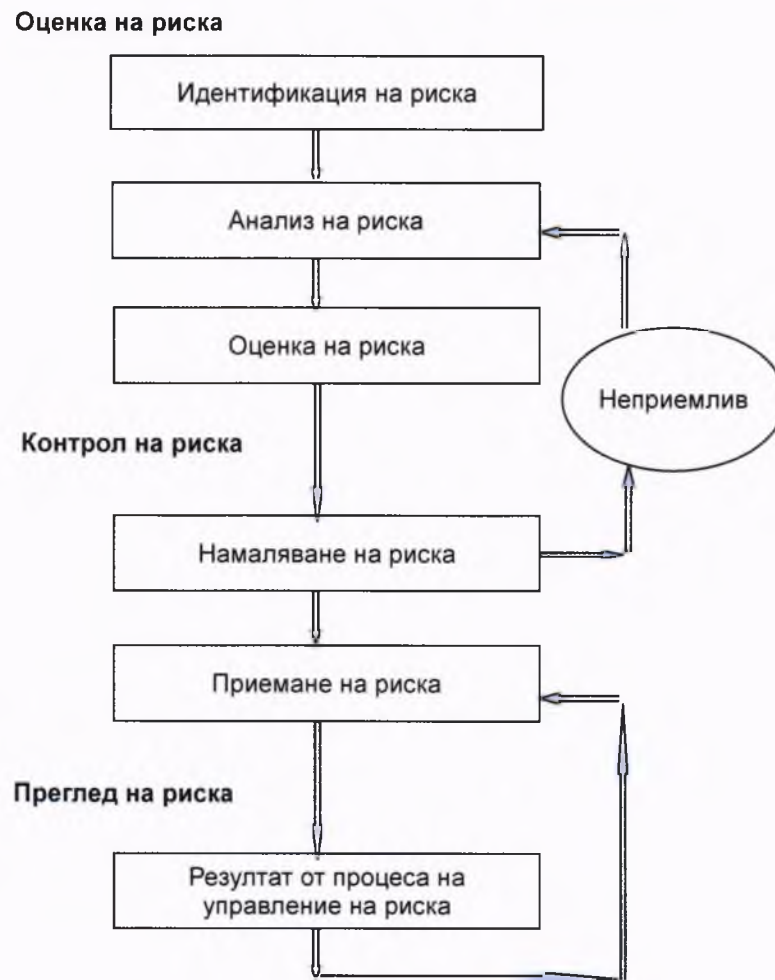 Оценка на риска
Идентификация на риска
Анализ на риска
Оценка на риска
Неприемлив
Контрол на риска
Намаляване на риска
Приемане на риска
Преглед на риска
Резултат от процеса на
управление на риска